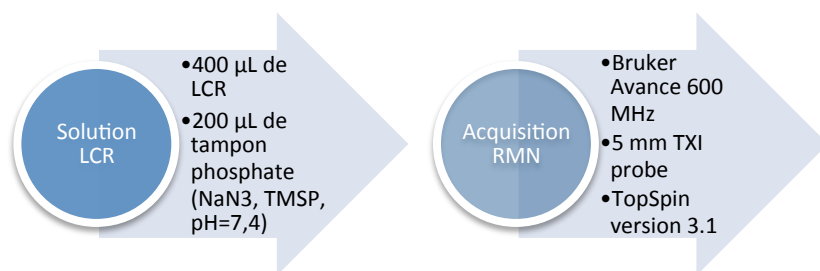 Solution
LCR
•400 µL de
LCR
•200 µL de
tampon
phosphate
(NaN3, TMSP,
pH=7,4)
Acquisition
RMN
•Bruker
Avance 600
MHz
•5 mm TXI
probe
•TopSpin
version 3.1